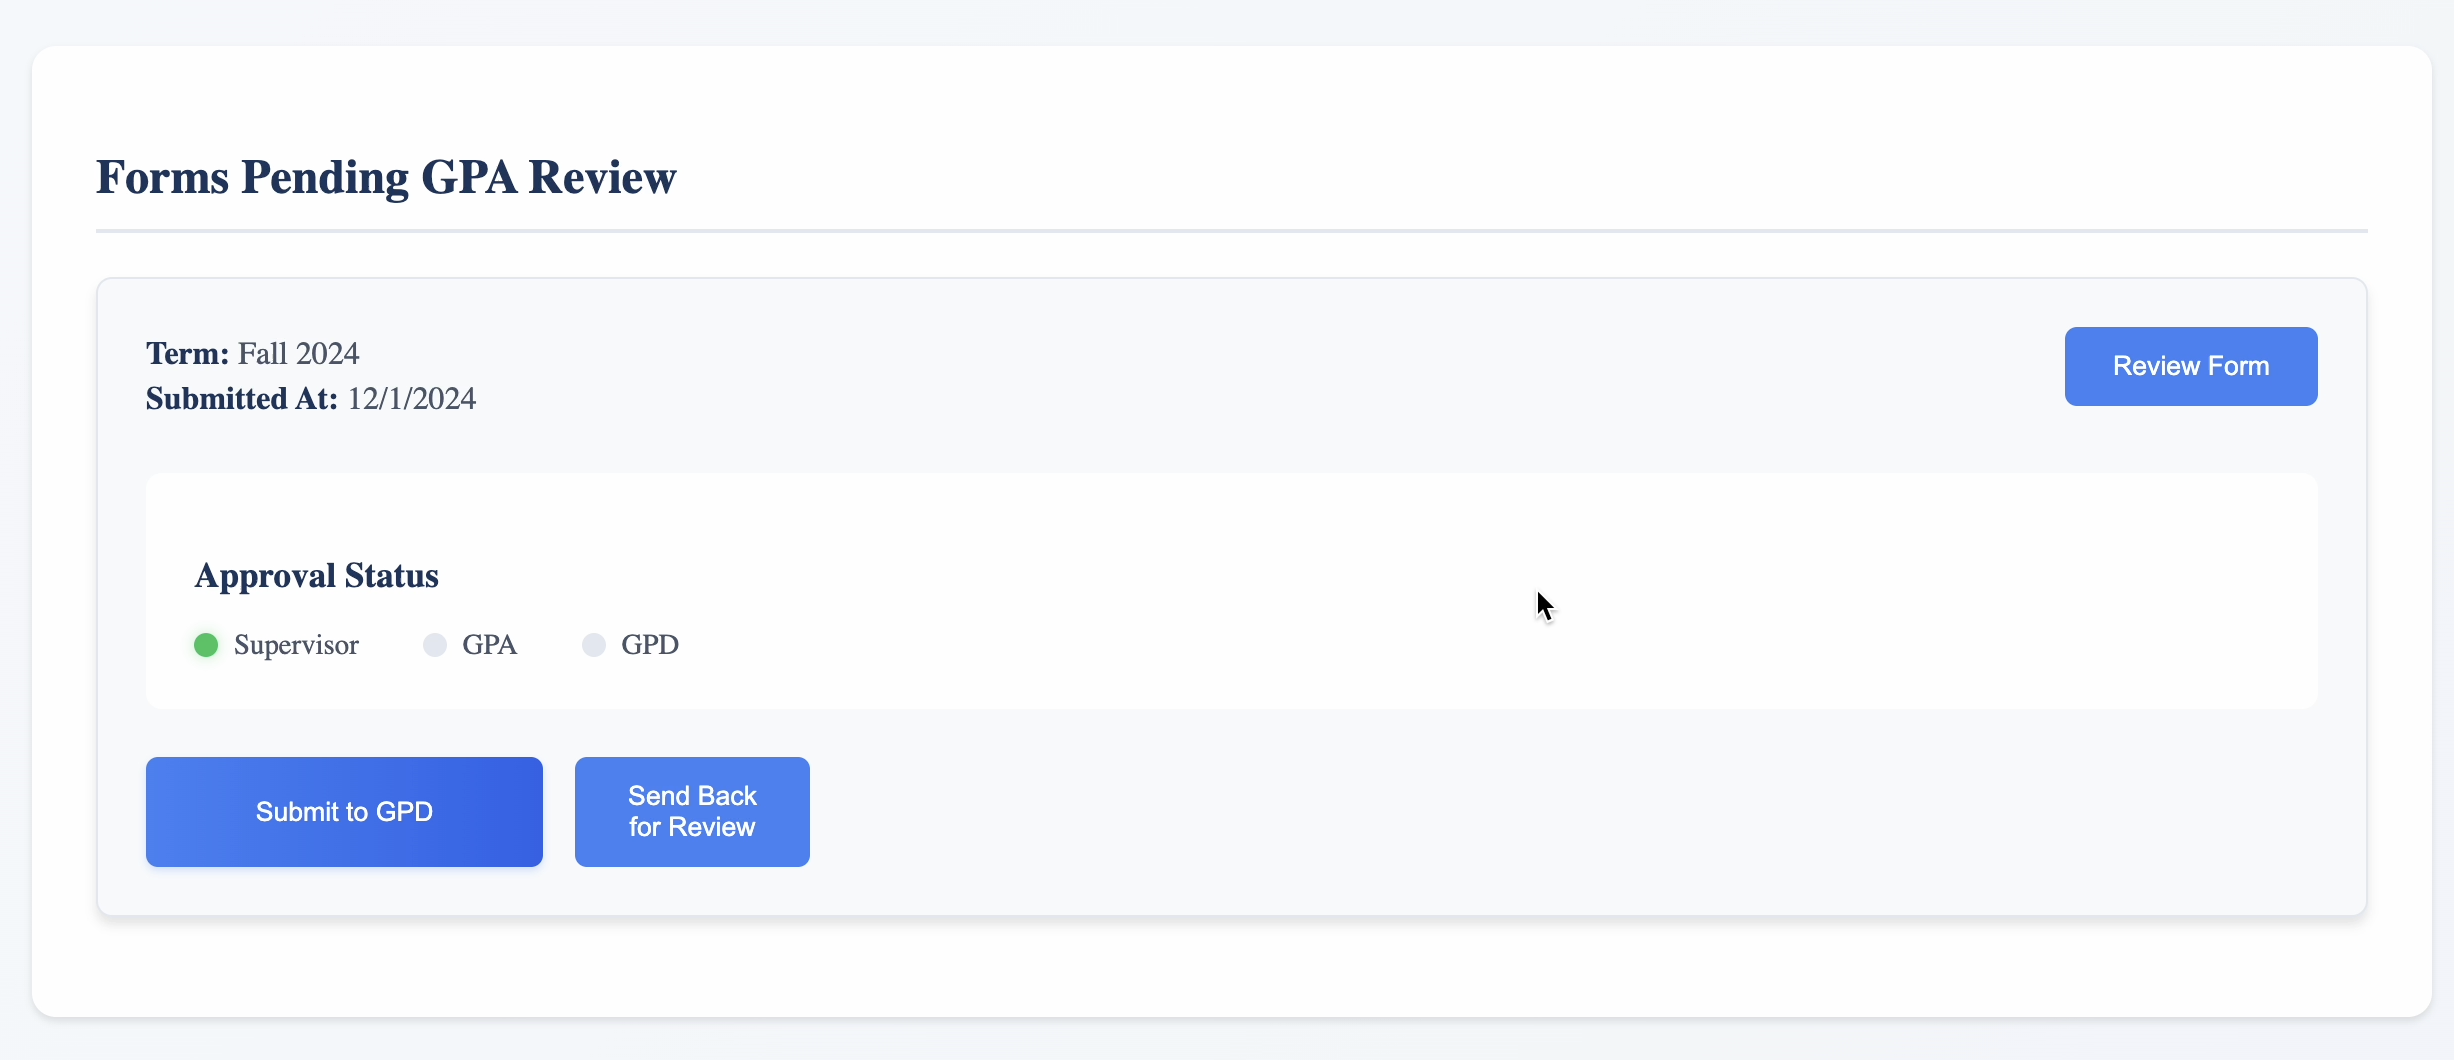 Forms Pending GPA Review
Term: Fall 2024
Submitted At: 12/1/2024
Review Form
Approval Status
Supervisor GPA GPD
Submit to GPD
Send Back
for Review